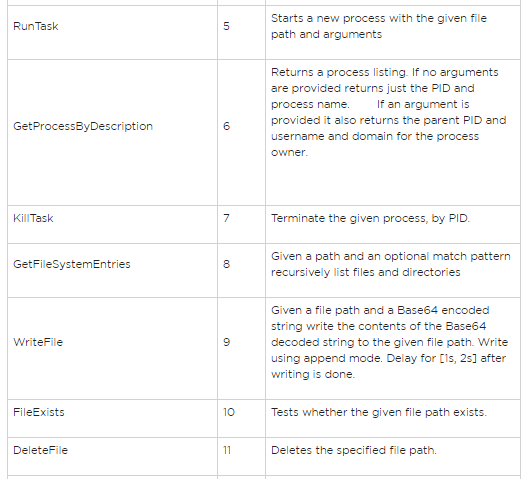 RunTask
5
Starts a new process with the given file
path and arguments
GetProcessByDescription
6
Returns a process listing. If no arguments
are provided returns just the PID and
process name. If an argument is
provided it also returns the parent PID and
username and domain for the process
owner.
KillTask
7
Terminate the given process, by PID.
GetFileSystemEntries
8
Given a path and an optional match pattern
recursively list files and directories
WriteFile
9
Given a file path and a Base64 encoded
string write the contents of the Base64
decoded string to the given file path. Write
using append mode. Delay for [1s, 2s] after
writing is done.
FileExists
10
Tests whether the given file path exists.
DeleteFile
11
Deletes the specified file path.